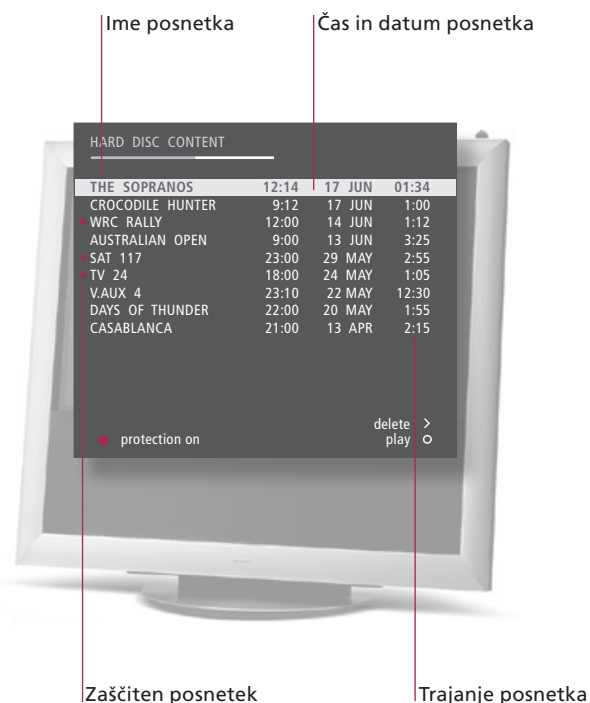 Ime posnetka Čas in datum posnetka
HARD DISC CONTENT
THE SOPRANOS 12:14 17 JUN 01:34
CROCODILE HUNTER 9:12 17 JUN 1:00
WRC RALLY 12:00 14 JUN 1:12
AUSTRALIAN OPEN 9:00 13 JUN 3:25
SAT 117 23:00 29 MAY 2:55
TV 24 18:00 24 MAY 1:05
V.AUX 4 23:10 22 MAY 12:30
DAYS OF THUNDER 22:00 20 MAY 1:55
CASABLANCA 21:00 13 APR 2:15
delete >
protection on play
Zaščiten posnetek Trajanje posnetka